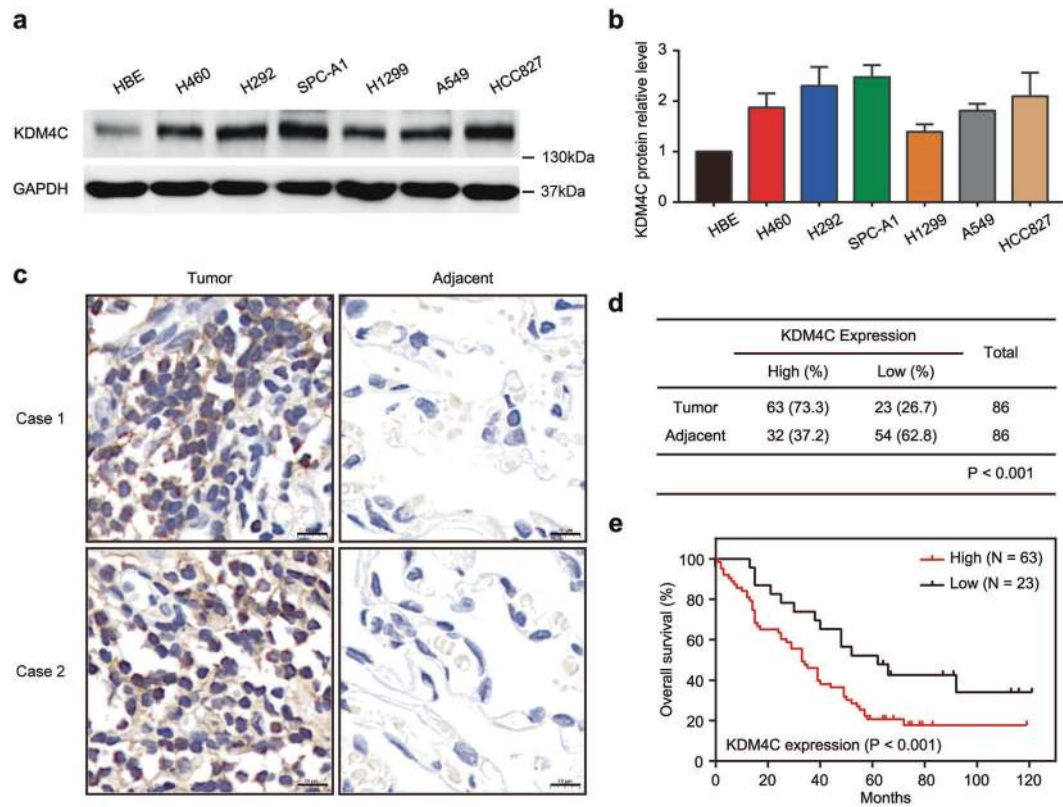 a
HBE H460 H292 SPC-A1 H1299 A549 HCC827
KDM4C
130kDa
GAPDH
37kDa
b
KDM4C protein relative level
3
2
1
0
HBE H460 H292 SPC-A1 H1299 A549 HCC827
c
Tumor Adjacent
Case 1
Case 2
d
KDM4C Expression Total
High (%) Low (%)
Tumor 63 (73.3) 23 (26.7) 86
Adjacent 32 (37.2) 54 (62.8) 86
P < 0.001
e
Overall survival (%)
100
80
60
40
20
0
High (N = 63)
Low (N = 23)
KDM4C expression (P < 0.001)
0 20 40 60 80 100 120
Months